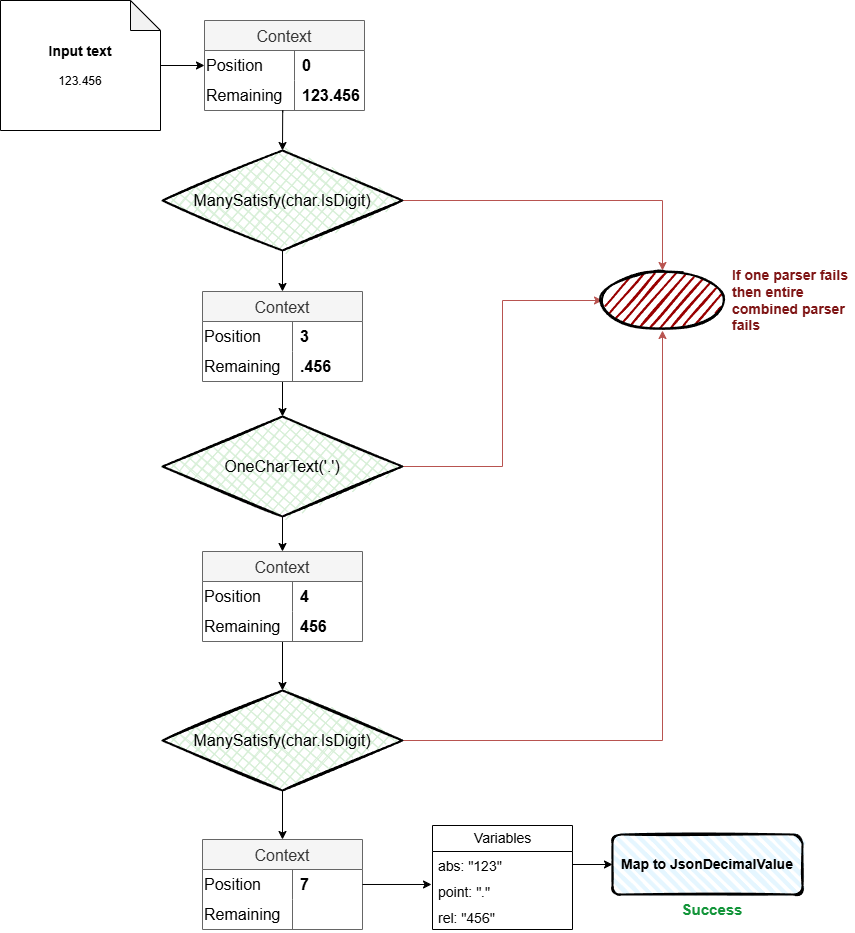 Input text
123.456
Context
Position 0
Remaining 123.456
ManySatisfy(char.IsDigit)
If one parser fails
then entire
combined parser
fails
Context
Position 3
Remaining .456
OneCharText('.')
Context
Position 4
Remaining 456
ManySatisfy(char.IsDigit)
Context
Position 7
Remaining
Variables
abs: "123"
point: "."
rel: "456"
Map to JsonDecimalValue
Success